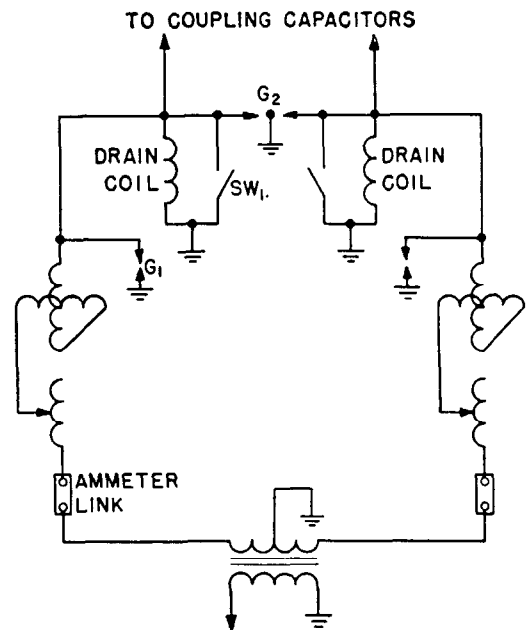 TO COUPLING CAPACITORS
G2
DRAIN
COIL
SW1.
DRAIN
COIL
G1
AMMETER
LINK